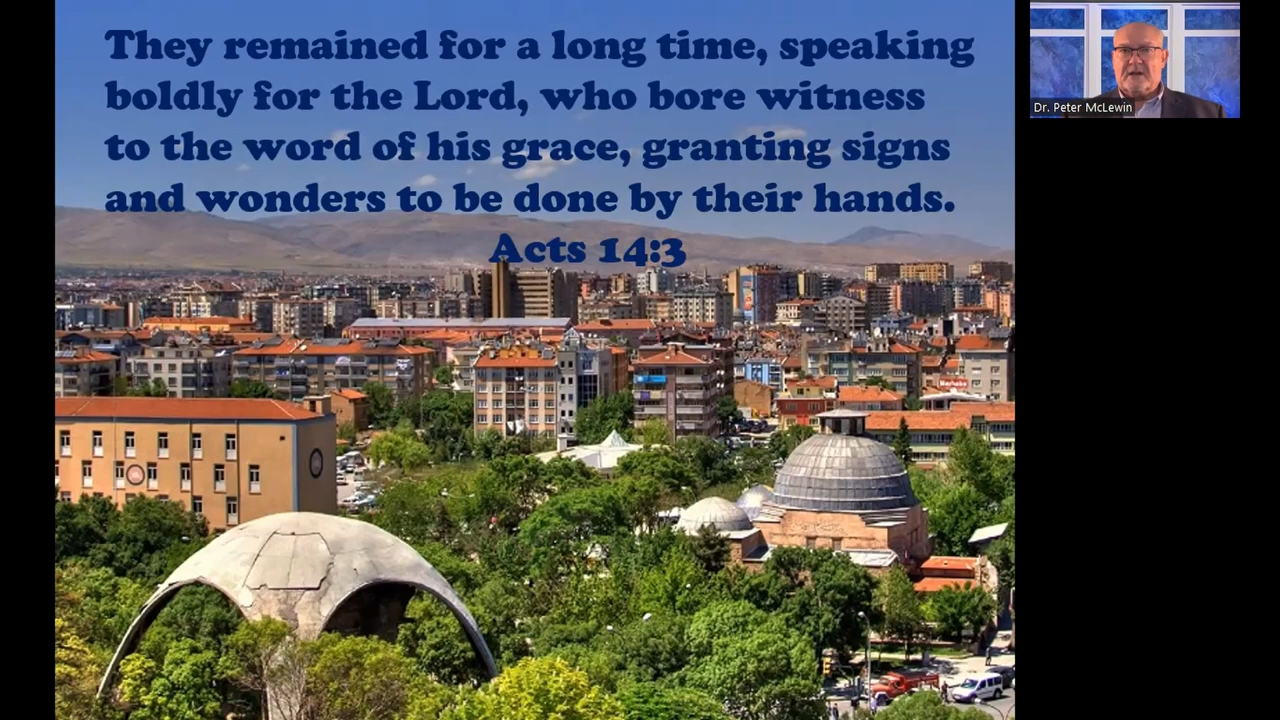 They remained for a long time, speaking
boldly for the Lord, who bore witness
to the word of his grace, granting signs
and wonders to be done by their hands.
Acts 14:3
Dr. Peter McLewin
Merhaba